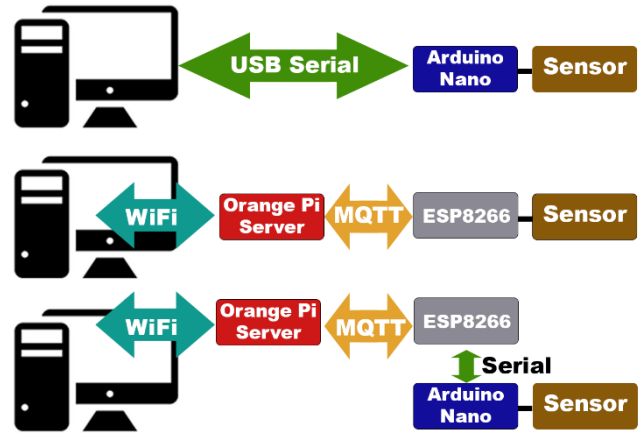 USB Serial
Arduino
Nano
Sensor
WiFi
Orange Pi
Server
MQTT
ESP8266
Sensor
WiFi
Orange Pi
Server
MQTT
ESP8266
Serial
Arduino
Nano
Sensor